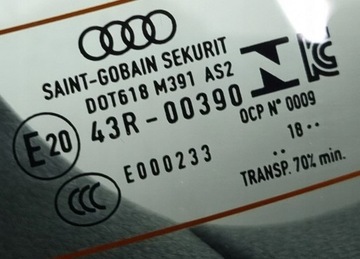 SAINT-GOBAIN SEKURIT
DOT618 M391 AS2
43R-00390
E20
E000233
CCC
OCP N° 0009
18..
..
TRANSP. 70% min.